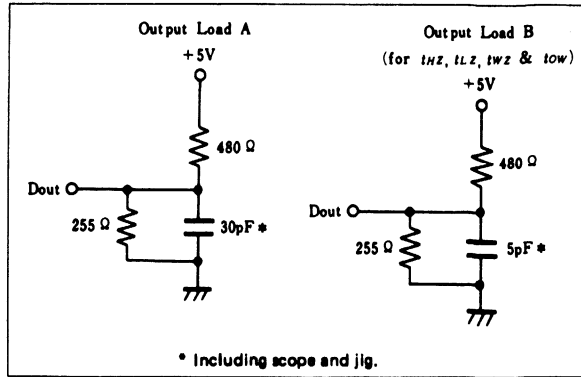 Output Load A
+5V
480 Ω
Dout
255 Ω
30pF *
Output Load B
(for tHZ, tLZ, tWZ & tOW)
+5V
480 Ω
Dout
255 Ω
5pF *
* Including scope and jig.